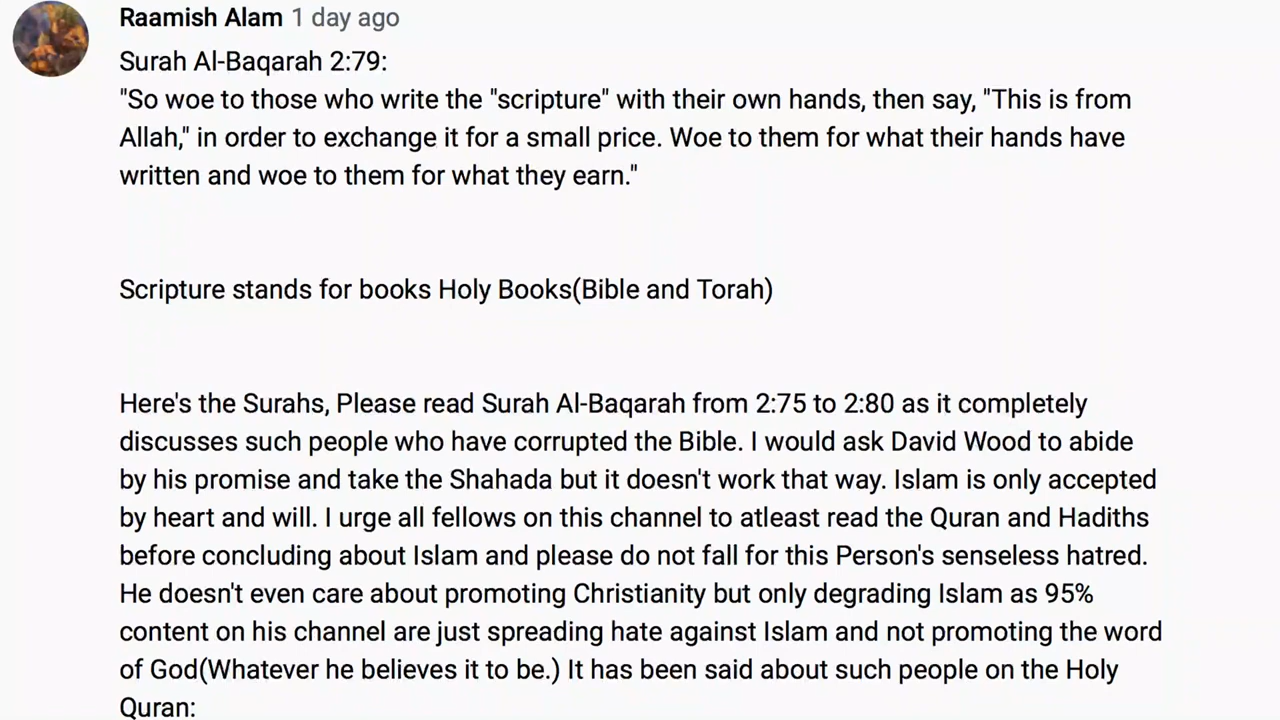 Raamish Alam 1 day ago
Surah Al-Baqarah 2:79:
"So woe to those who write the "scripture" with their own hands, then say, "This is from
Allah," in order to exchange it for a small price. Woe to them for what their hands have
written and woe to them for what they earn."
Scripture stands for books Holy Books(Bible and Torah)
Here's the Surahs, Please read Surah Al-Baqarah from 2:75 to 2:80 as it completely
discusses such people who have corrupted the Bible. I would ask David Wood to abide
by his promise and take the Shahada but it doesn't work that way. Islam is only accepted
by heart and will. I urge all fellows on this channel to atleast read the Quran and Hadiths
before concluding about Islam and please do not fall for this Person's senseless hatred.
He doesn't even care about promoting Christianity but only degrading Islam as 95%
content on his channel are just spreading hate against Islam and not promoting the word
of God(Whatever he believes it to be.) It has been said about such people on the Holy
Quran: